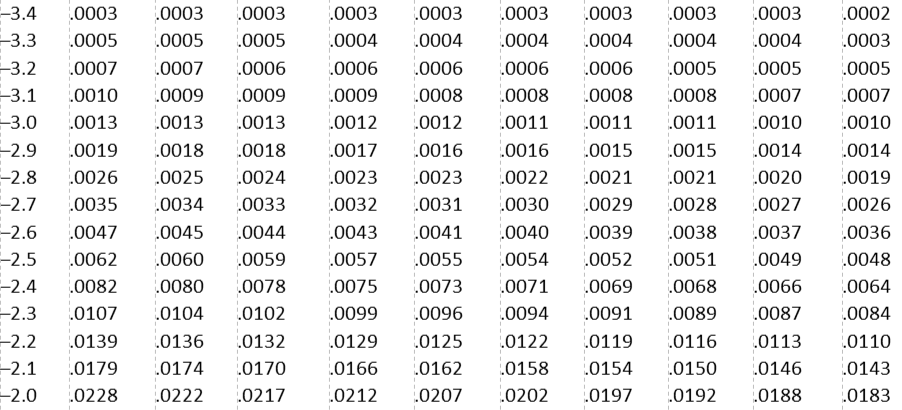 –3.4 .0003 .0003 .0003 .0003 .0003 .0003 .0003 .0003 .0003 .0002
–3.3 .0005 .0005 .0005 .0004 .0004 .0004 .0004 .0004 .0004 .0003
–3.2 .0007 .0007 .0006 .0006 .0006 .0006 .0006 .0005 .0005 .0005
–3.1 .0010 .0009 .0009 .0009 .0008 .0008 .0008 .0008 .0007 .0007
–3.0 .0013 .0013 .0013 .0012 .0012 .0011 .0011 .0011 .0010 .0010
–2.9 .0019 .0018 .0018 .0017 .0016 .0016 .0015 .0015 .0014 .0014
–2.8 .0026 .0025 .0024 .0023 .0023 .0022 .0021 .0021 .0020 .0019
–2.7 .0035 .0034 .0033 .0032 .0031 .0030 .0029 .0028 .0027 .0026
–2.6 .0047 .0045 .0044 .0043 .0041 .0040 .0039 .0038 .0037 .0036
–2.5 .0062 .0060 .0059 .0057 .0055 .0054 .0052 .0051 .0049 .0048
–2.4 .0082 .0080 .0078 .0075 .0073 .0071 .0069 .0068 .0066 .0064
–2.3 .0107 .0104 .0102 .0099 .0096 .0094 .0091 .0089 .0087 .0084
–2.2 .0139 .0136 .0132 .0129 .0125 .0122 .0119 .0116 .0113 .0110
–2.1 .0179 .0174 .0170 .0166 .0162 .0158 .0154 .0150 .0146 .0143
–2.0 .0228 .0222 .0217 .0212 .0207 .0202 .0197 .0192 .0188 .0183